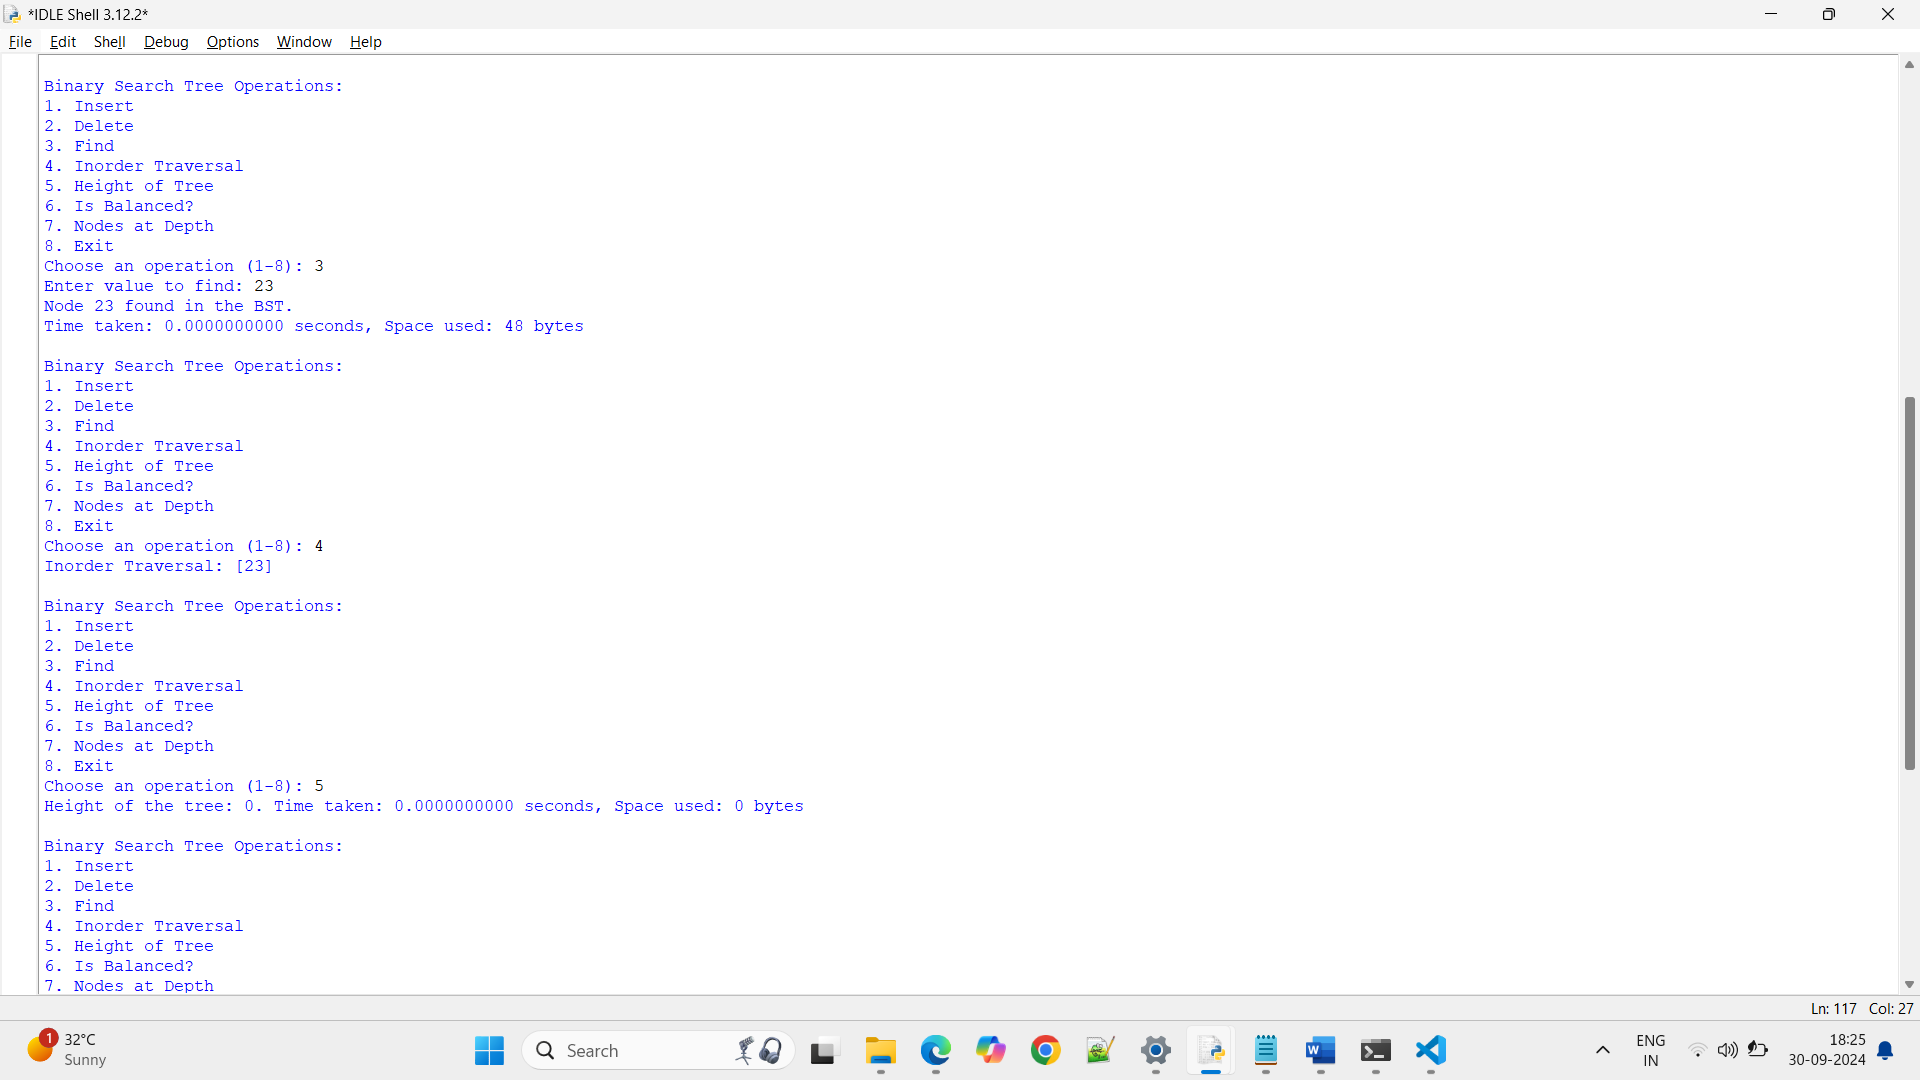 *IDLE Shell 3.12.2*
File Edit Shell Debug Options Window Help
Binary Search Tree Operations:
1. Insert
2. Delete
3. Find
4. Inorder Traversal
5. Height of Tree
6. Is Balanced?
7. Nodes at Depth
8. Exit
Choose an operation (1-8): 3
Enter value to find: 23
Node 23 found in the BST.
Time taken: 0.0000000000 seconds, Space used: 48 bytes
Binary Search Tree Operations:
1. Insert
2. Delete
3. Find
4. Inorder Traversal
5. Height of Tree
6. Is Balanced?
7. Nodes at Depth
8. Exit
Choose an operation (1-8): 4
Inorder Traversal: [23]
Binary Search Tree Operations:
1. Insert
2. Delete
3. Find
4. Inorder Traversal
5. Height of Tree
6. Is Balanced?
7. Nodes at Depth
8. Exit
Choose an operation (1-8): 5
Height of the tree: 0. Time taken: 0.0000000000 seconds, Space used: 0 bytes
Binary Search Tree Operations:
1. Insert
2. Delete
3. Find
4. Inorder Traversal
5. Height of Tree
6. Is Balanced?
7. Nodes at Depth
Ln: 117 Col: 27
1
32°C
Sunny
Search
ENG
IN
18:25
30-09-2024